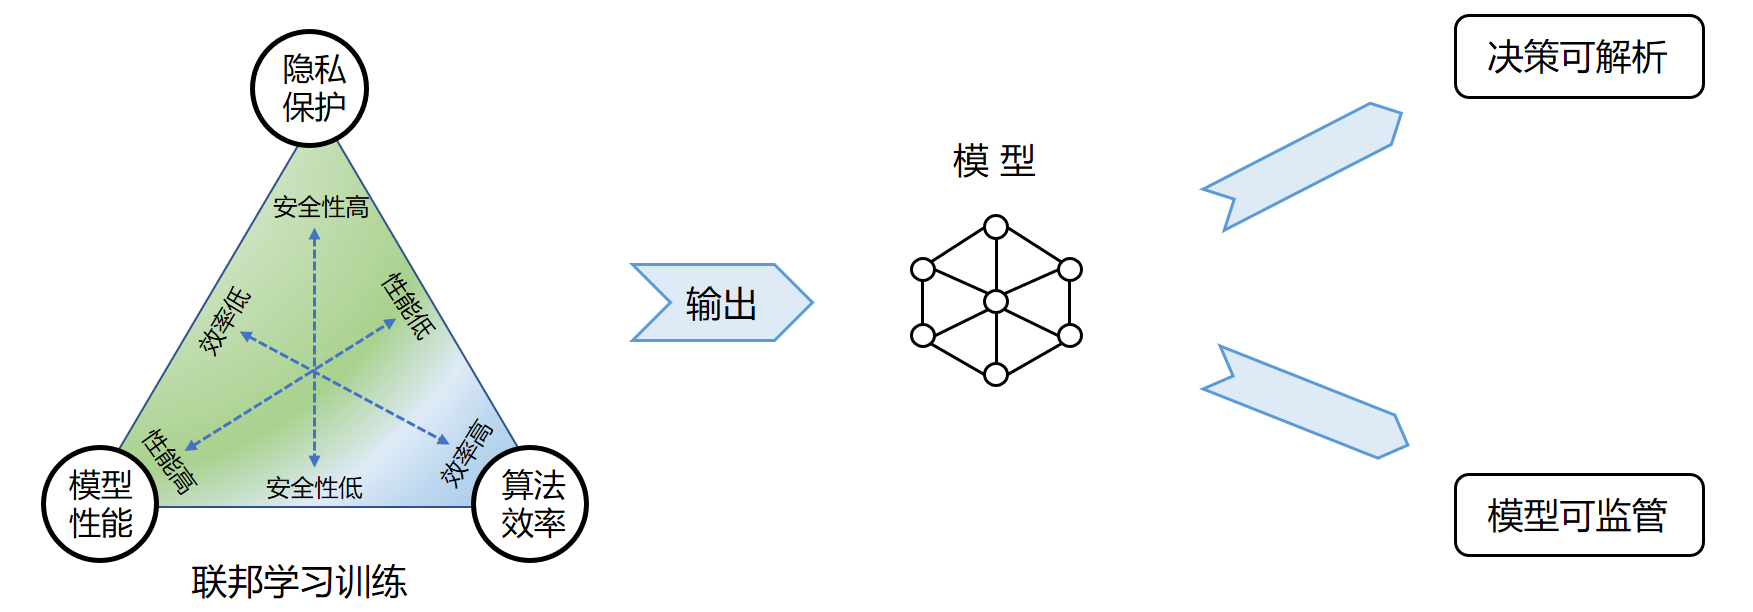 隐私
保护
安全性高
效率低
性能低
性能高
效率高
安全性低
模型
性能
算法
效率
联邦学习训练
输出
模 型
决策可解析
模型可监管